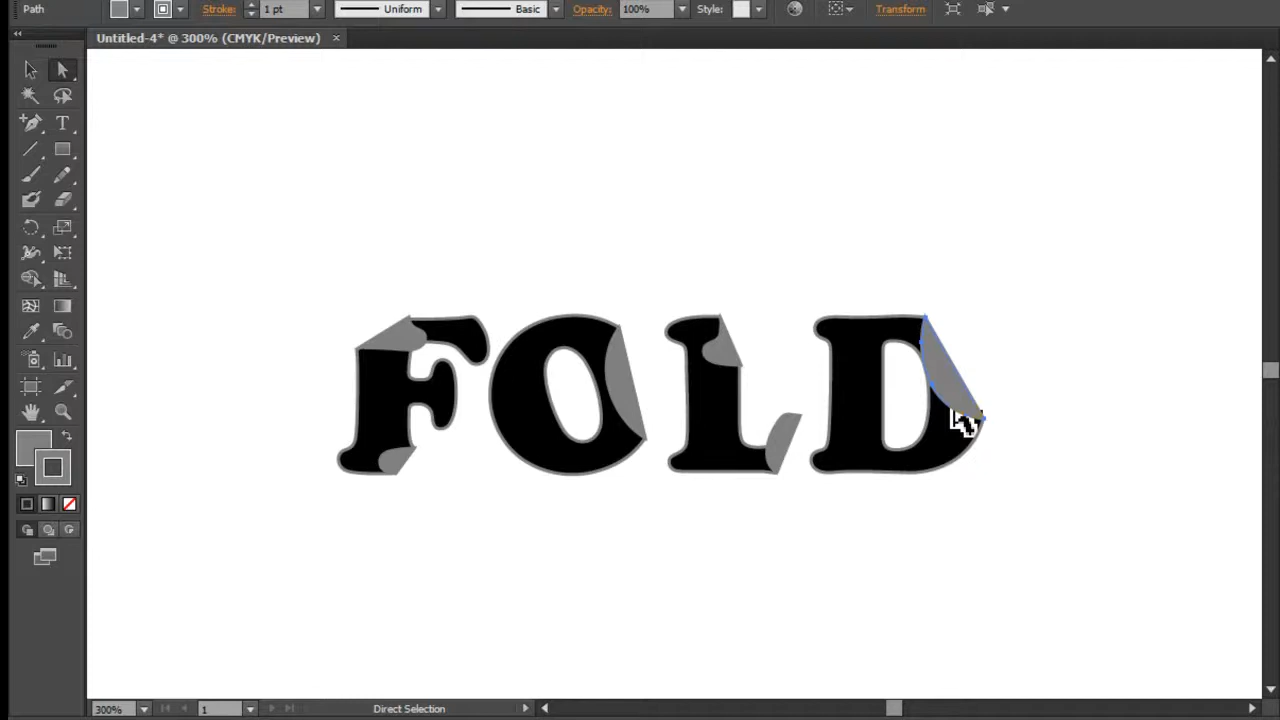 Path Stroke: 1 pt Uniform Basic Opacity: 100% Style: Transform
Untitled-4* @ 300% (CMYK/Preview)
T
FOLD
300% 1 Direct Selection